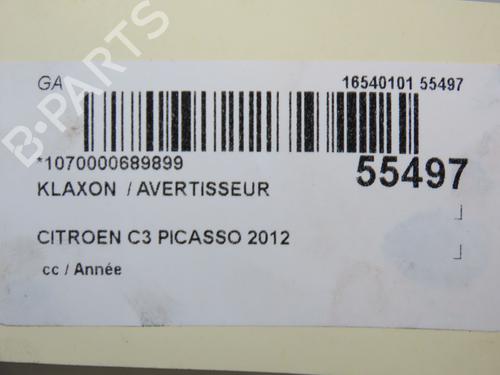 GA
16540101 55497
*1070000689899
55497
KLAXON / AVERTISSEUR
CITROEN C3 PICASSO 2012
cc / Année
B-PARTS